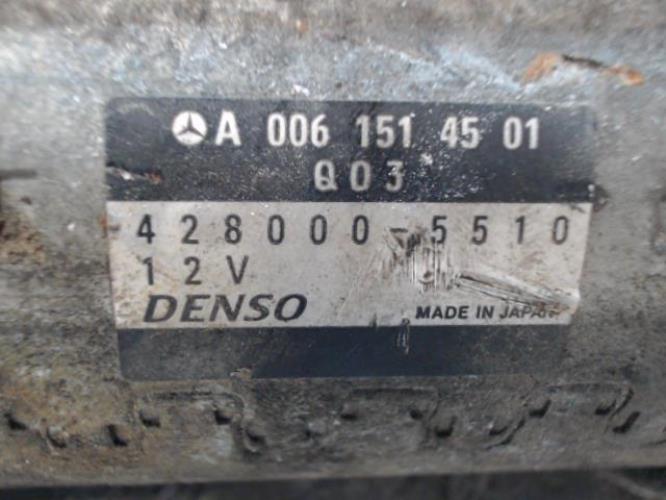 A 006 151 45 01
Q03
428000-5510
12V
DENSO
MADE IN JAPAN